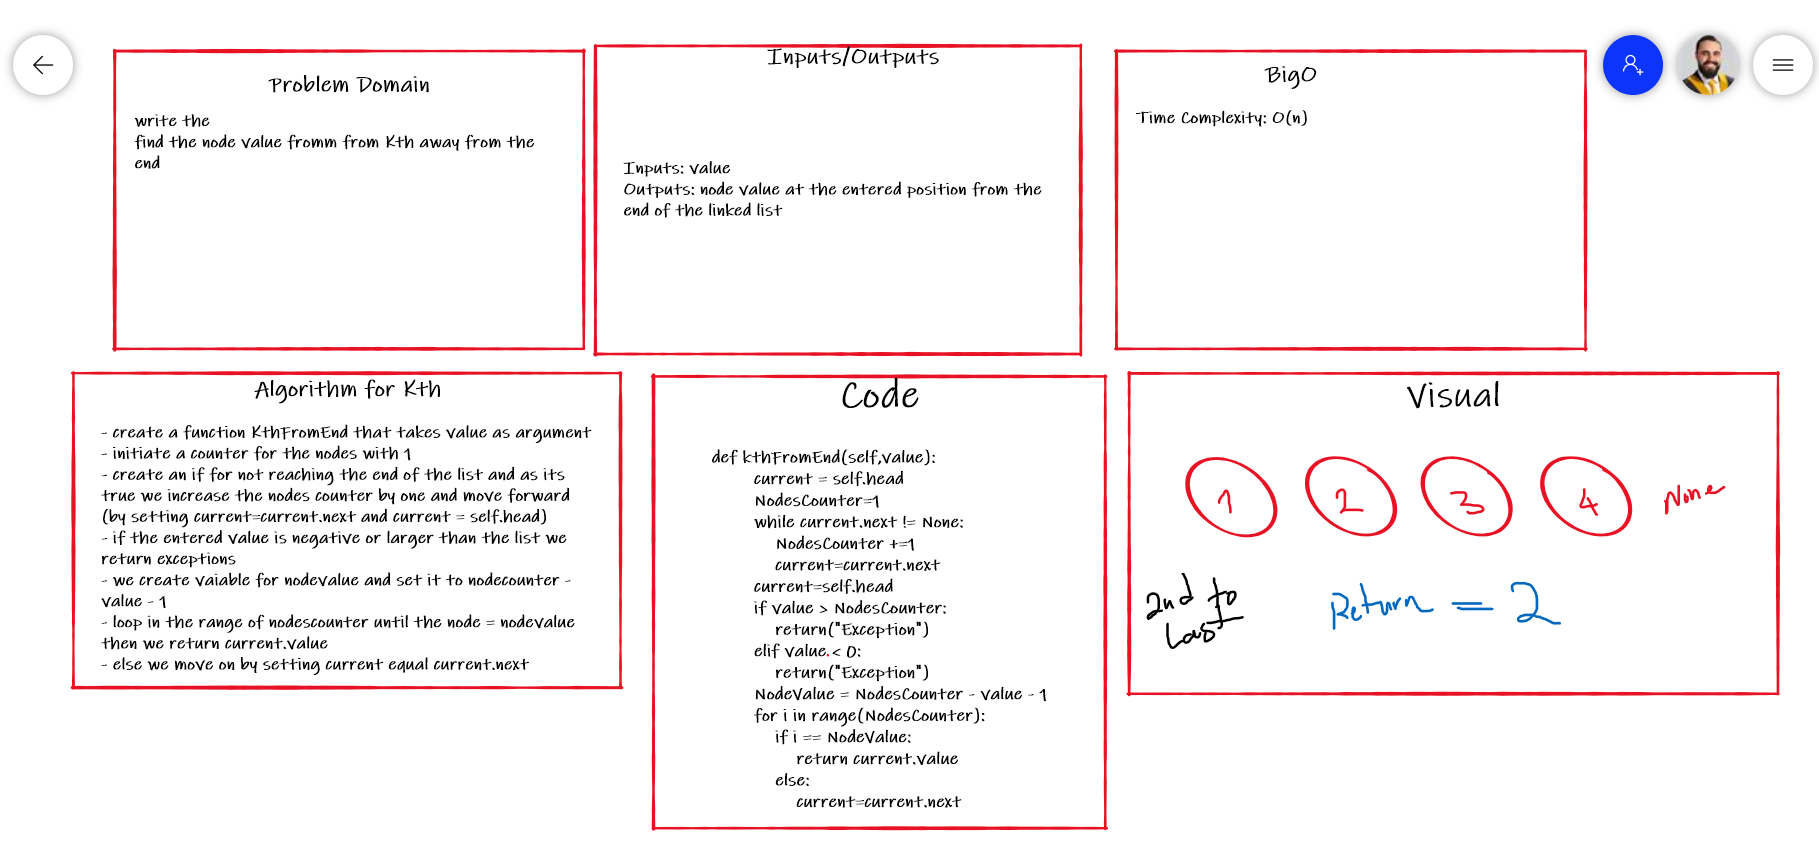 Problem Domain
write the
find the node value fromm from Kth away from the
end
Inputs/Outputs
Inputs: value
Outputs: node value at the entered position from the
end of the linked list
BigO
Time Complexity: O(n)
Algorithm for Kth
- create a function KthFromEnd that takes value as argument
- initiate a counter for the nodes with 1
- create an if for not reaching the end of the list and as its
true we increase the nodes counter by one and move forward
(by setting current=current.next and current = self.head)
- if the entered value is negative or larger than the list we
return exceptions
- we create vaiable for nodevalue and set it to nodecounter -
value - 1
- loop in the range of nodescounter until the node = nodevalue
then we return current.value
- else we move on by setting current equal current.next
Code
def kthFromEnd(self,value):
current = self.head
NodesCounter=1
while current.next != None:
NodesCounter +=1
current=current.next
current=self.head
if value > NodesCounter:
return("Exception")
elif value < 0:
return("Exception")
NodeValue = NodesCounter - value - 1
for i in range(NodesCounter):
if i == NodeValue:
return current.value
else:
current=current.next
Visual
1 2 3 4 None
2nd to
Last
Return = 2